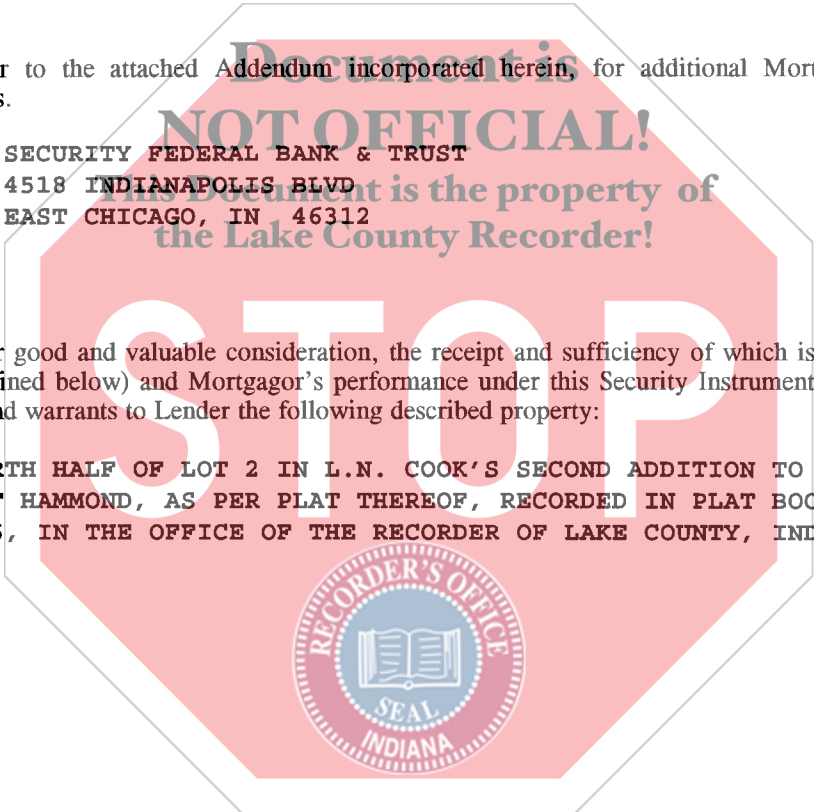 Document is
r to the attached Addendum incorporated herein, for additional Mort
s.
NOT OFFICIAL!
SECURITY FEDERAL BANK & TRUST
4518 INDIANAPOLIS BLVD
This Document is the property of
EAST CHICAGO, IN 46312
the Lake County Recorder!
STOP
r good and valuable consideration, the receipt and sufficiency of which is
ined below) and Mortgagor's performance under this Security Instrument
nd warrants to Lender the following described property:
RTH HALF OF LOT 2 IN L.N. COOK'S SECOND ADDITION TO
HAMMOND, AS PER PLAT THEREOF, RECORDED IN PLAT BOO
, IN THE OFFICE OF THE RECORDER OF LAKE COUNTY, IND
RECORDER'S OFFICE
SEAL
INDIANA